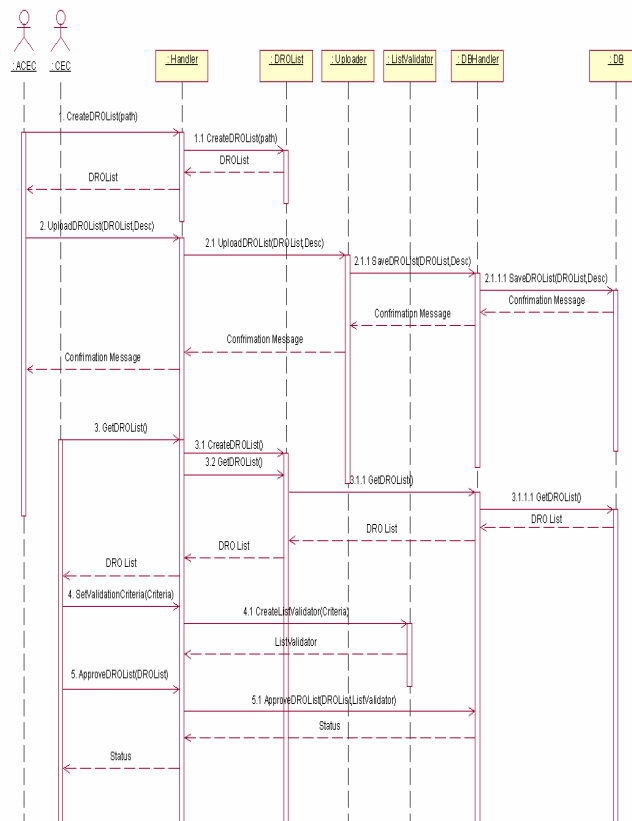 : ACEC
: CEC
: Handler
: DROList
: Uploader
: ListValidator
: DBHandler
: DB
1. CreateDROList(path)
1.1 CreateDROList(path)
DROList
DROList
2. UploadDROList(DROList,Desc)
2.1 UploadDROList(DROList,Desc)
2.1.1 SaveDROList(DROList,Desc)
2.1.1.1 SaveDROList(DROList,Desc)
Confrimation Message
Confrimation Message
Confrimation Message
Confrimation Message
3. GetDROList()
3.1 CreateDROList()
3.2 GetDROList()
3.1.1 GetDROList()
3.1.1.1 GetDROList()
DRO List
DRO List
DRO List
DRO List
4. SetValidationCriteria(Criteria)
4.1 CreateListValidator(Criteria)
ListValidator
5. ApproveDROList(DROList)
5.1 ApproveDROList(DROList,ListValidator)
Status
Status